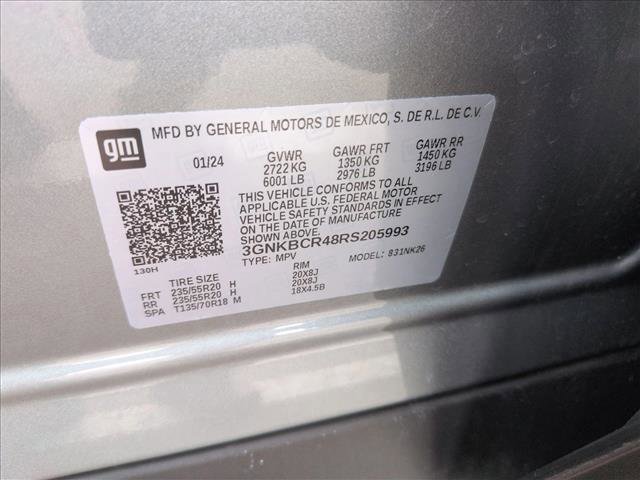 gm
MFD BY GENERAL MOTORS DE MEXICO, S. DE R.L. DE C.V.
01/24 GVWR GAWR FRT GAWR RR
2722 KG 1350 KG 1450 KG
6001 LB 2976 LB 3196 LB
THIS VEHICLE CONFORMS TO ALL
APPLICABLE U.S. FEDERAL MOTOR
VEHICLE SAFETY STANDARDS IN
EFFECT ON THE DATE OF MANUFACTURE
SHOWN ABOVE.
3GNKBCR48RS205993
TYPE: MPV MODEL: 831NK26
130H
TIRE SIZE RIM
FRT 235/55R20 H 20X8J
RR 235/55R20 H 20X8J
SPA T135/70R18 M 18X4.5B